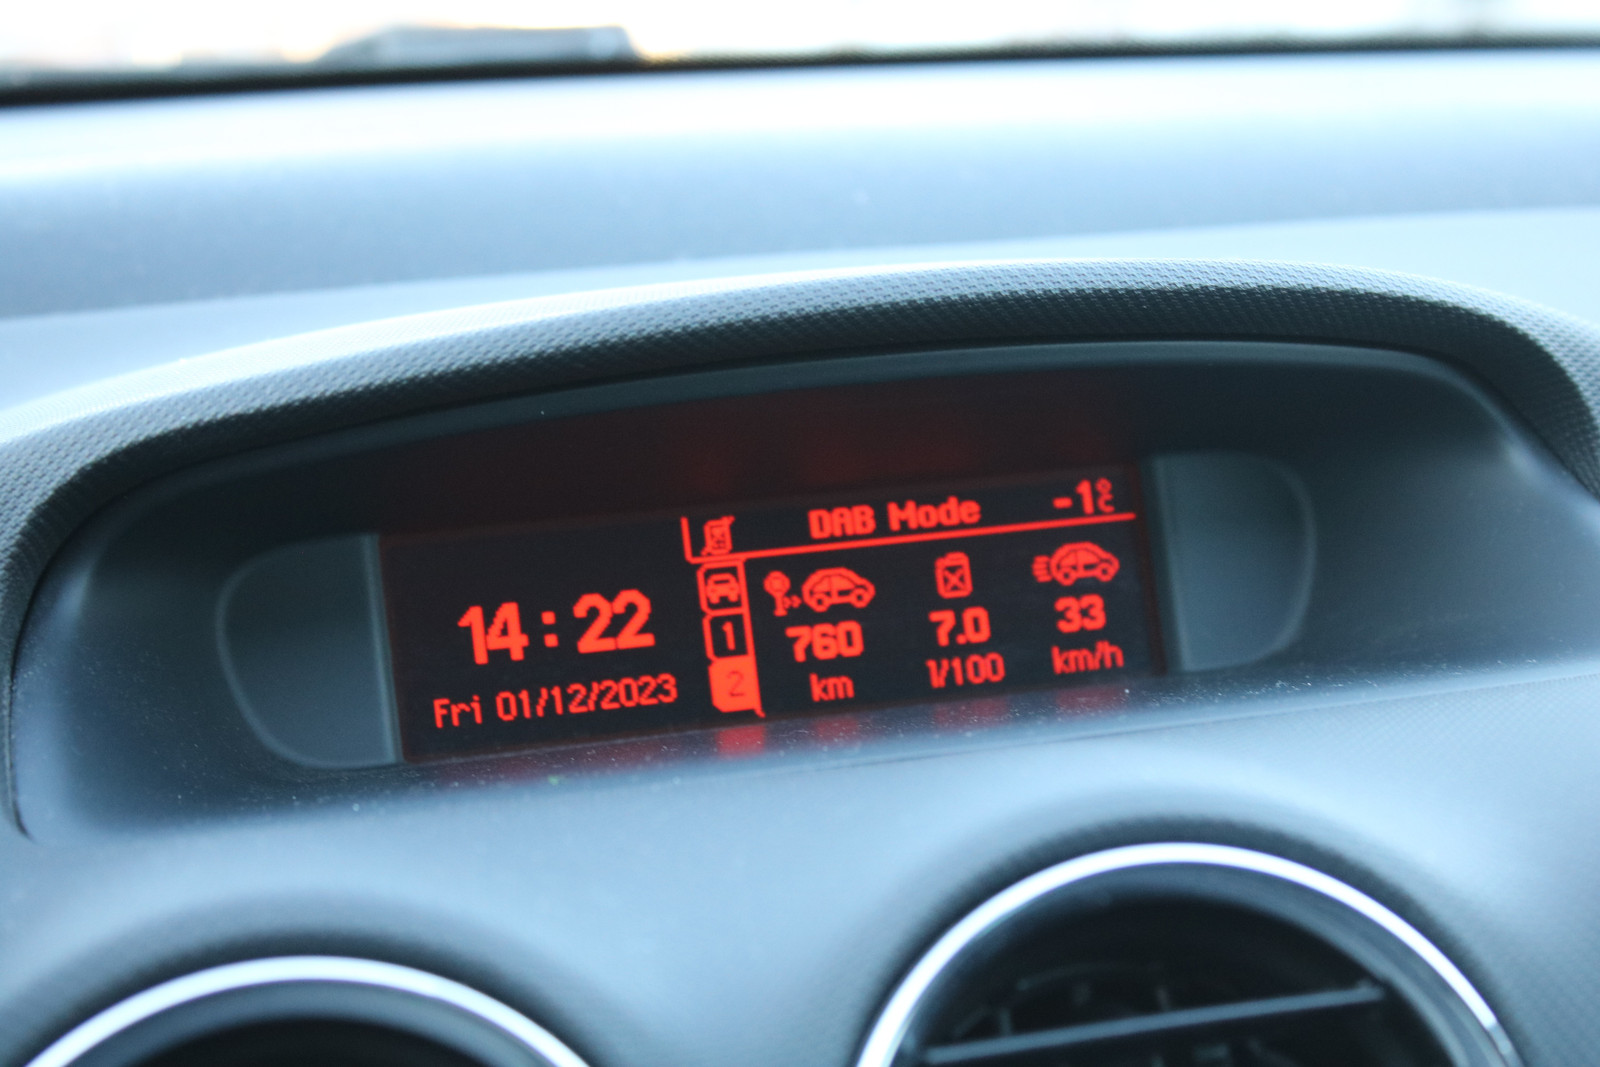 DAB Mode -1°C
14:22
Fri 01/12/2023
1
2
760 7.0 33
km l/100 km/h